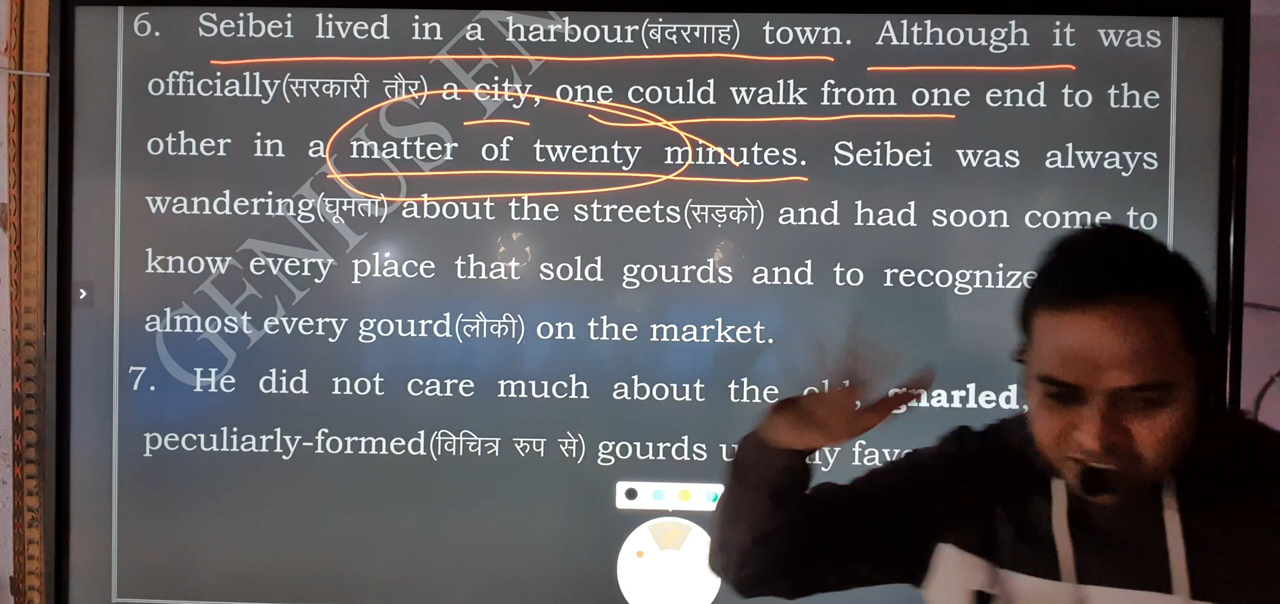 6. Seibei lived in a harbour(बंदरगाह) town. Although it was
officially(सरकारी तौर) a city, one could walk from one end to the
other in a matter of twenty minutes. Seibei was always
wandering(घूमता) about the streets(सड़को) and had soon come to
know every place that sold gourds and to recognize
almost every gourd(लौकी) on the market.
7. He did not care much about the gnarled,
peculiarly-formed(विचित्र रुप से) gourds
GENIUS EN